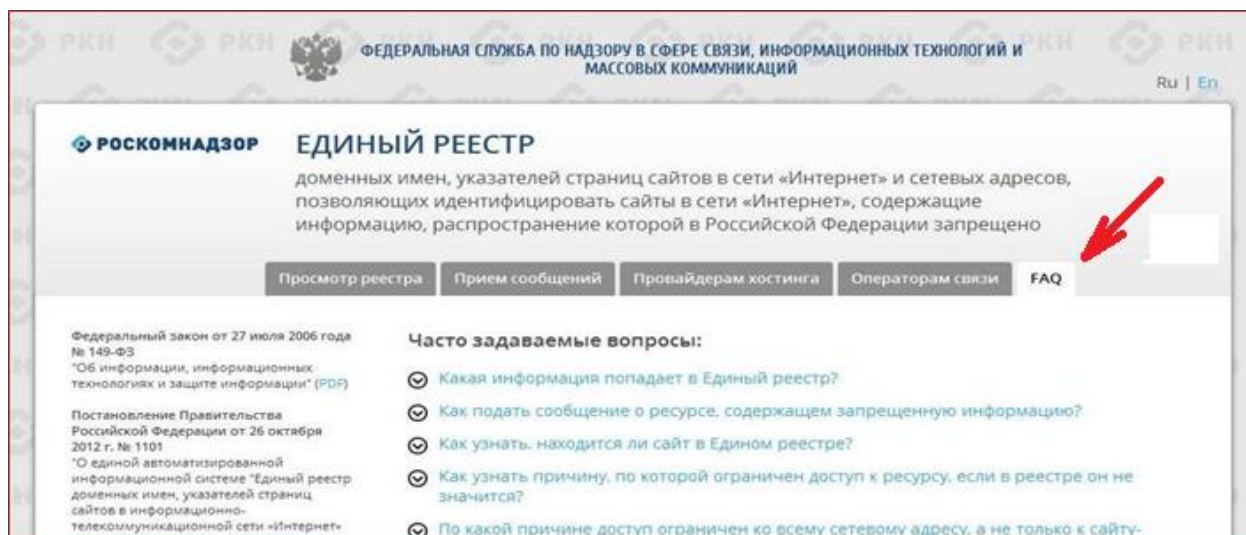 ФЕДЕРАЛЬНАЯ СЛУЖБА ПО НАДЗОРУ В СФЕРЕ СВЯЗИ, ИНФОРМАЦИОННЫХ ТЕХНОЛОГИЙ И
МАССОВЫХ КОММУНИКАЦИЙ
Ru | En
РОСКОМНАДЗОР
ЕДИНЫЙ РЕЕСТР
доменных имен, указателей страниц сайтов в сети «Интернет» и сетевых адресов,
позволяющих идентифицировать сайты в сети «Интернет», содержащие
информацию, распространение которой в Российской Федерации запрещено
Просмотр реестра Прием сообщений Провайдерам хостинга Операторам связи FAQ
Федеральный закон от 27 июля 2006 года
№ 149-ФЗ
"Об информации, информационных
технологиях и защите информации" (PDF)
Постановление Правительства
Российской Федерации от 26 октября
2012 г. № 1101
"О единой автоматизированной
информационной системе "Единый реестр
доменных имен, указателей страниц
сайтов в информационно-
телекоммуникационной сети «Интернет»
Часто задаваемые вопросы:
Какая информация попадает в Единый реестр?
Как подать сообщение о ресурсе, содержащем запрещенную информацию?
Как узнать, находится ли сайт в Едином реестре?
Как узнать причину, по которой ограничен доступ к ресурсу, если в реестре он не
значится?
По какой причине доступ ограничен ко всему сетевому адресу, а не только к сайту-